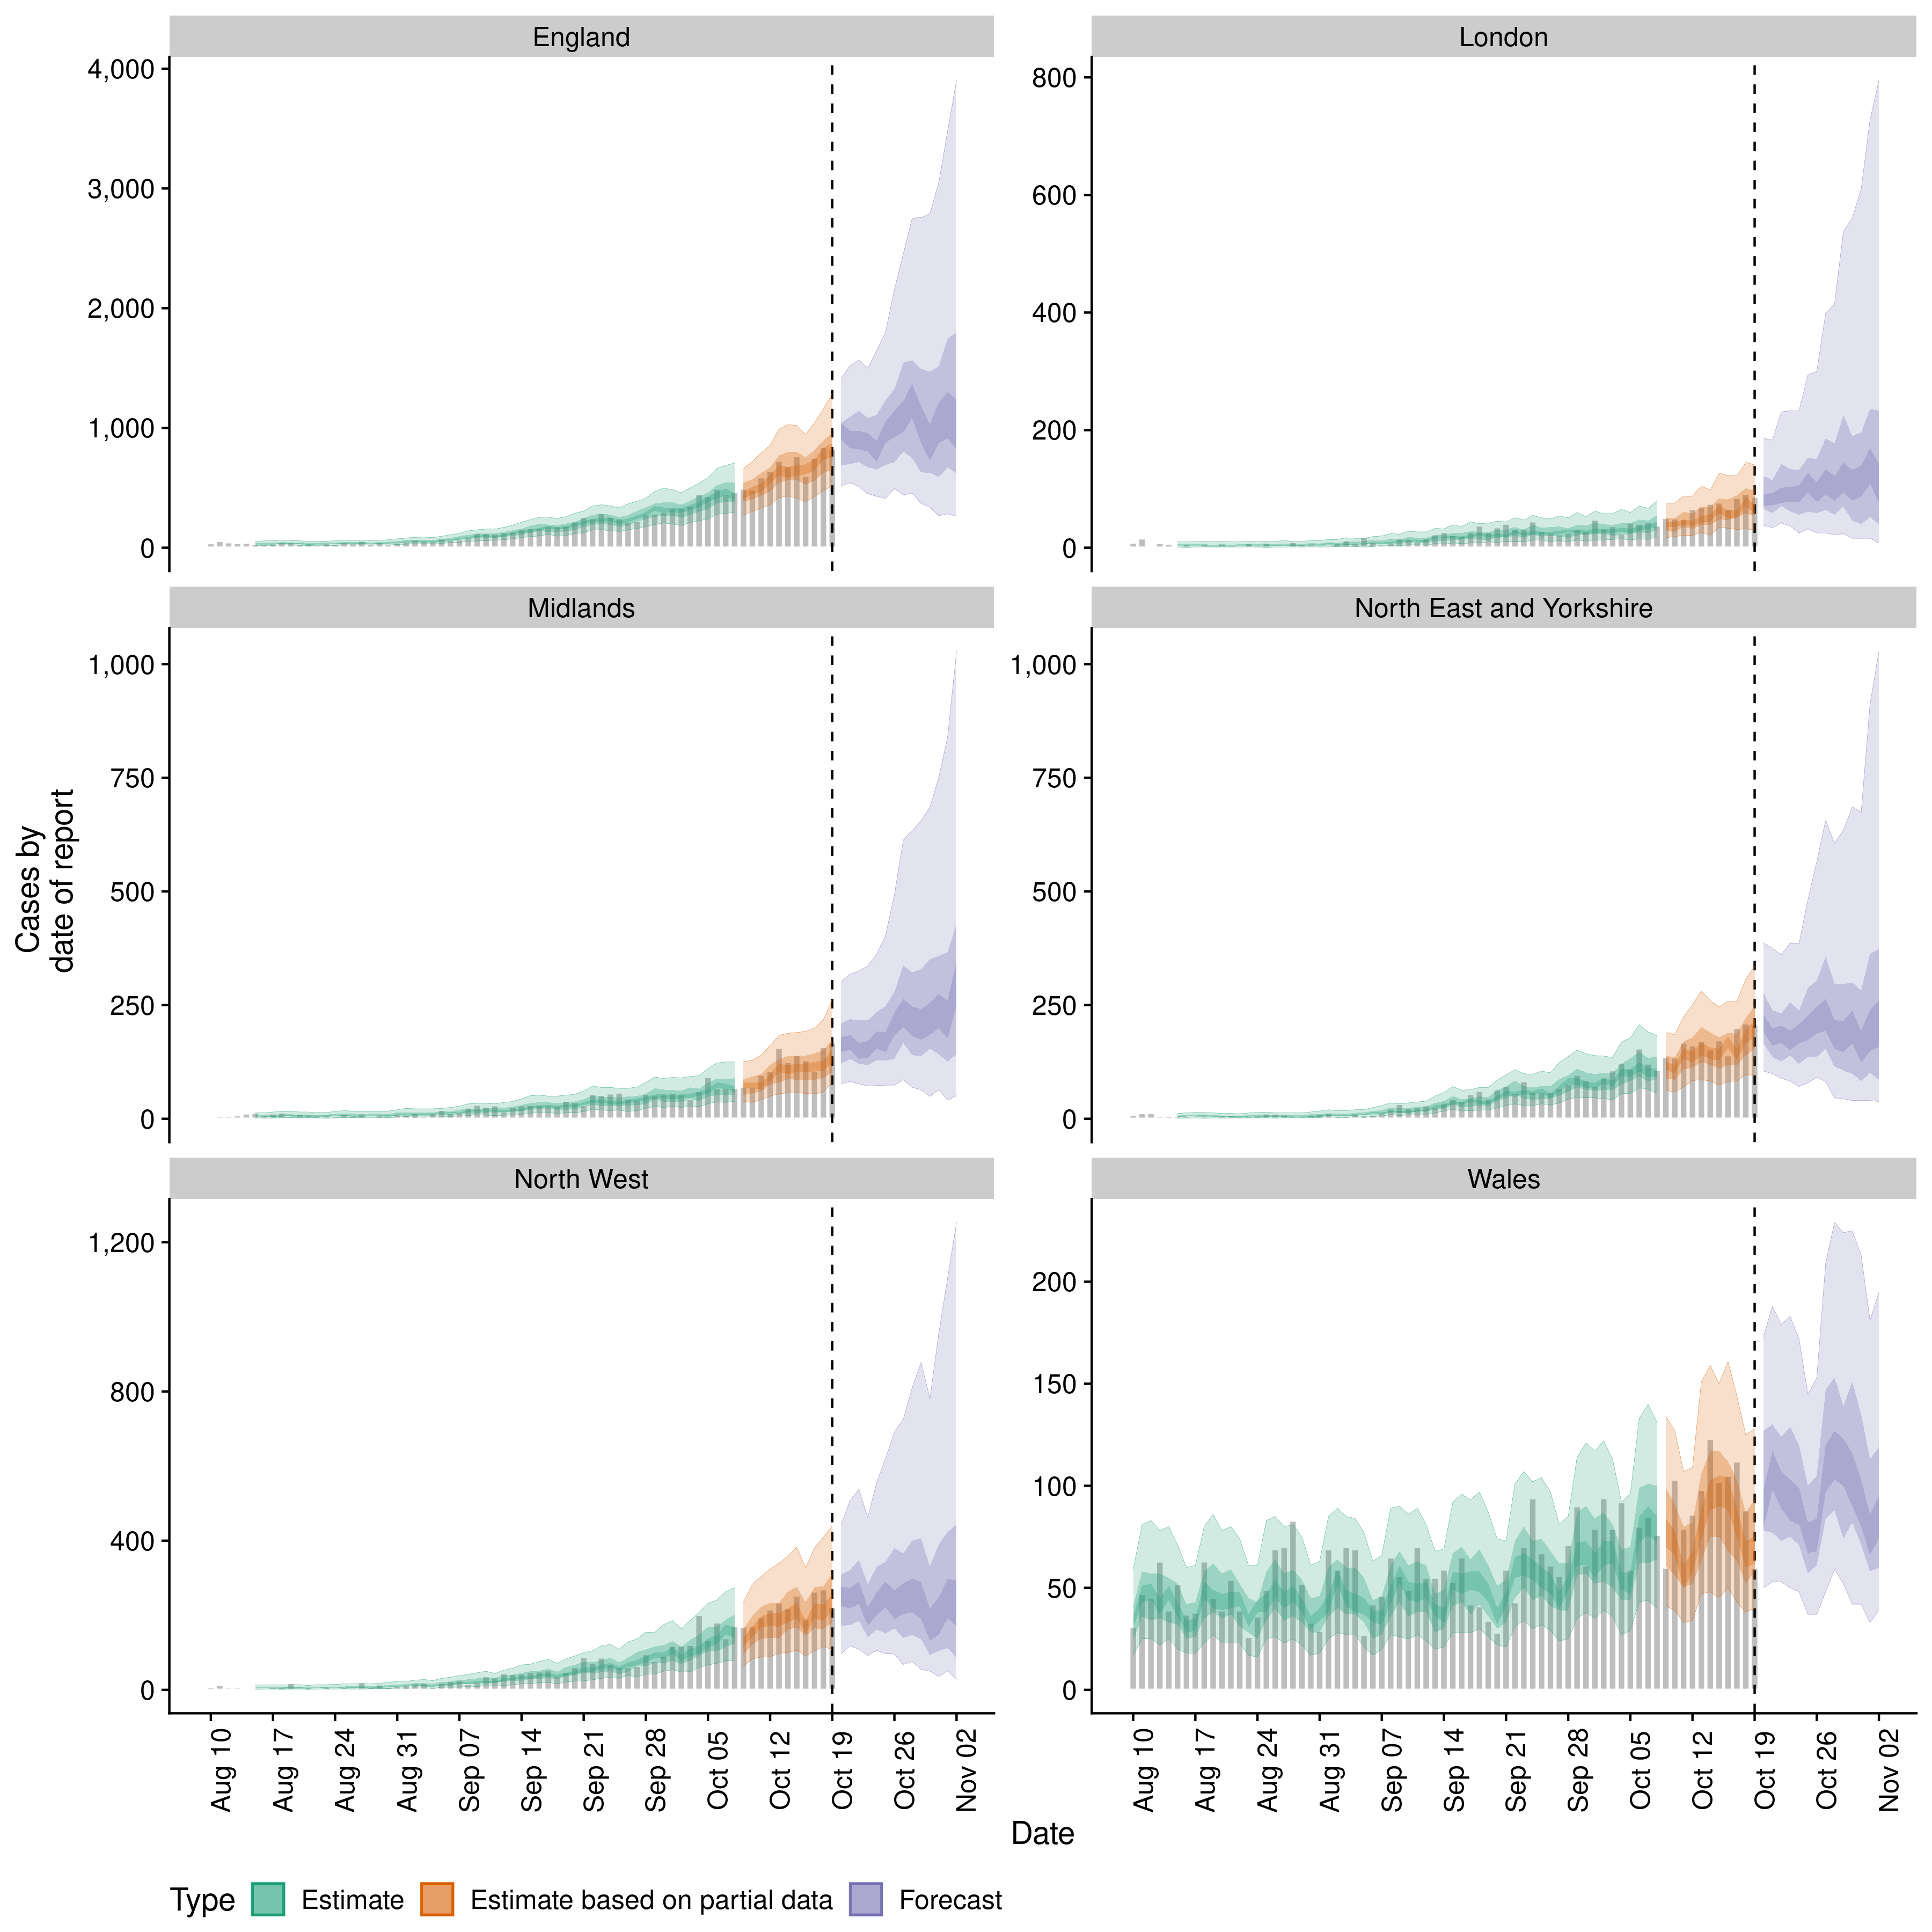 England
London
4,000
3,000
2,000
1,000
0
800
600
400
200
0
Midlands
North East and Yorkshire
1,000
750
500
250
0
1,000
750
500
250
0
North West
Wales
1,200
800
400
0
200
150
100
50
0
Cases by
date of report
Aug 10
Aug 17
Aug 24
Aug 31
Sep 07
Sep 14
Sep 21
Sep 28
Oct 05
Oct 12
Oct 19
Oct 26
Nov 02
Aug 10
Aug 17
Aug 24
Aug 31
Sep 07
Sep 14
Sep 21
Sep 28
Oct 05
Oct 12
Oct 19
Oct 26
Nov 02
Date
Type Estimate Estimate based on partial data Forecast